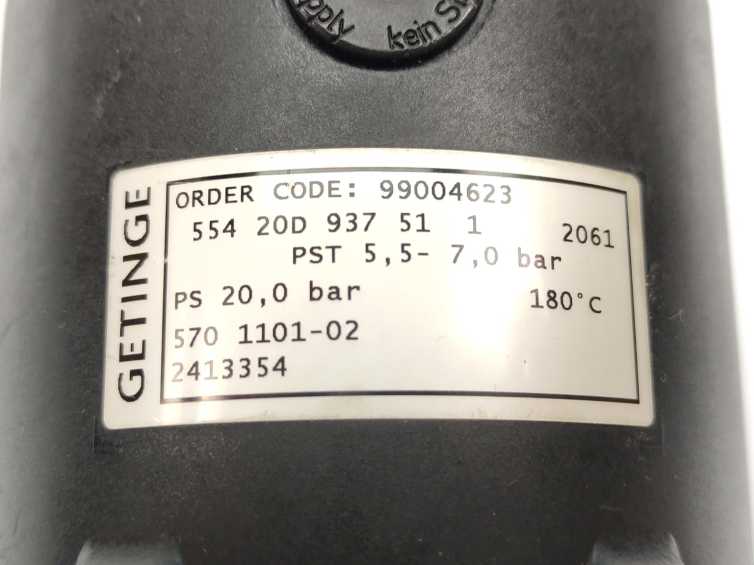 pply
kein
GETINGE
ORDER CODE: 99004623
554 20D 937 51 1 2061
PST 5,5- 7,0 bar
PS 20,0 bar 180°C
570 1101-02
2413354